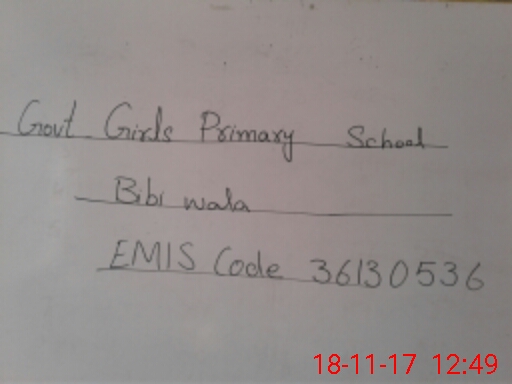 Govt Girls Primary School
Bibi wala
EMIS Code 36130536
18-11-17 12:49